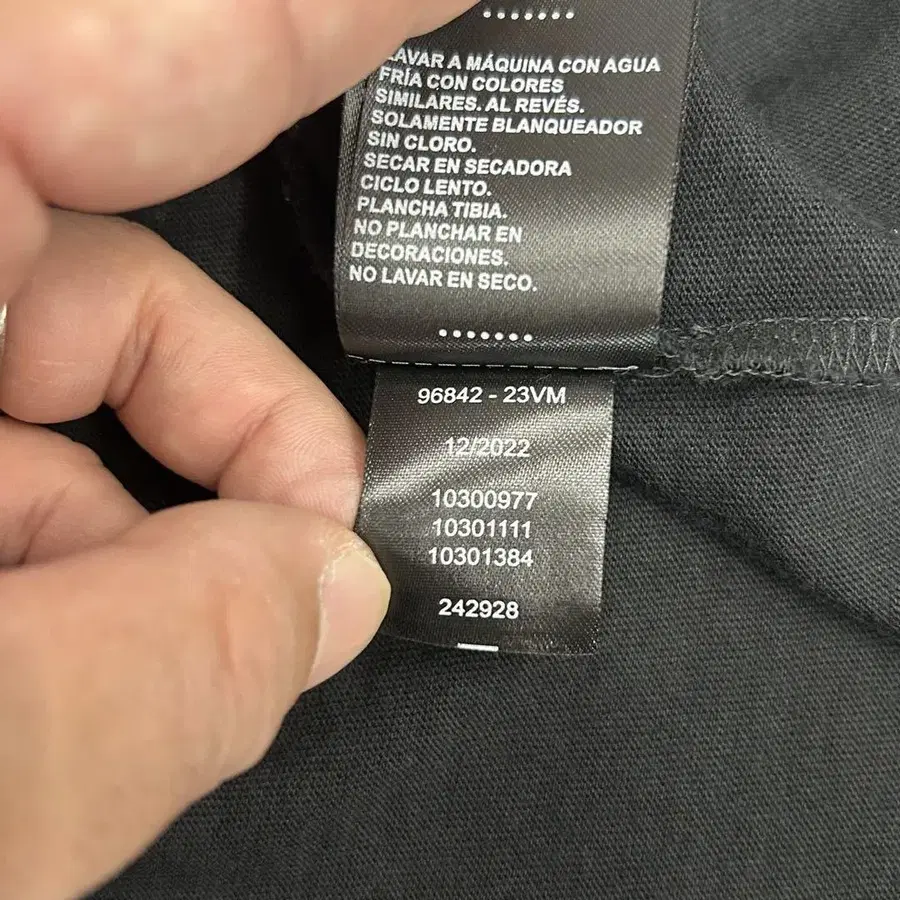 LAVAR A MÁQUINA CON AGUA
FRÍA CON COLORES
SIMILARES. AL REVÉS.
SOLAMENTE BLANQUEADOR
SIN CLORO.
SECAR EN SECADORA
CICLO LENTO.
PLANCHA TIBIA.
NO PLANCHAR EN
DECORACIONES.
NO LAVAR EN SECO.
96842 - 23VM
12/2022
10300977
10301111
10301384
242928